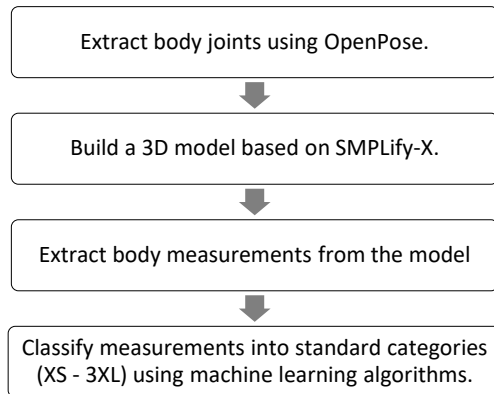 Extract body joints using OpenPose.
Build a 3D model based on SMPLify-X.
Extract body measurements from the model
Classify measurements into standard categories
(XS - 3XL) using machine learning algorithms.